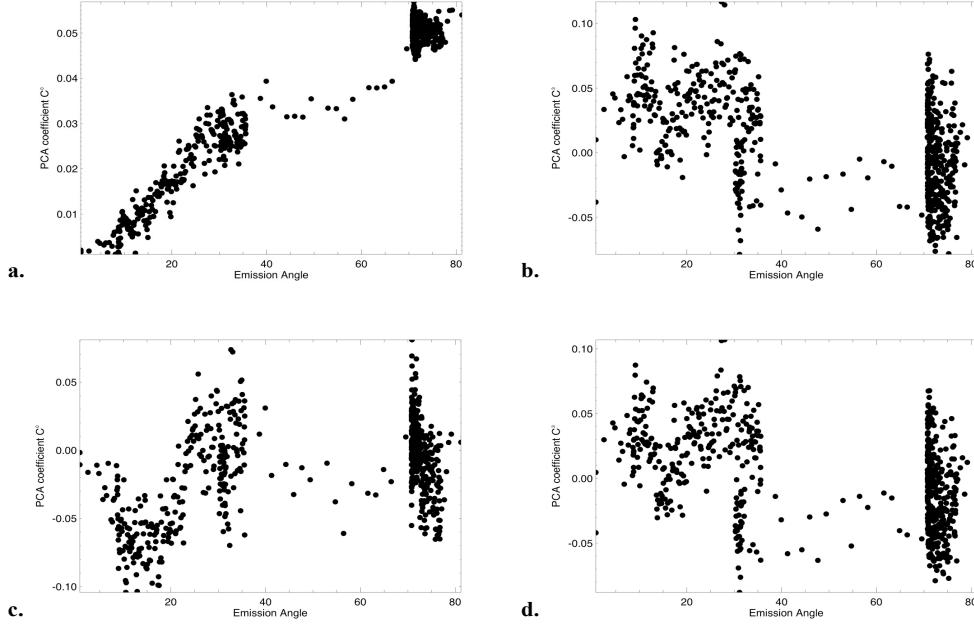 0.05
0.04
0.03
0.02
0.01
PCA coefficient C°
20 40 60 80
Emission Angle
a.
0.10
0.05
0.00
-0.05
PCA coefficient C°
20 40 60 80
Emission Angle
b.
0.05
0.00
-0.05
-0.10
PCA coefficient C°
20 40 60 80
Emission Angle
c.
0.10
0.05
0.00
-0.05
PCA coefficient C°
20 40 60 80
Emission Angle
d.